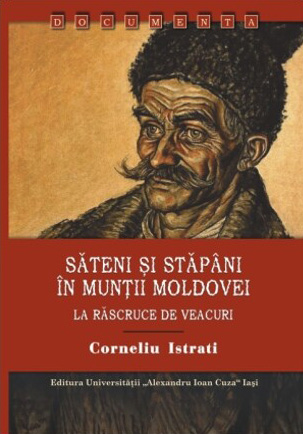 DOCUMENTA
SĂTENI ȘI STĂPÂNI
ÎN MUNȚII MOLDOVEI
LA RĂSCRUCE DE VEACURI
Corneliu Istrati
Editura Universității „Alexandru Ioan Cuza“ Iași